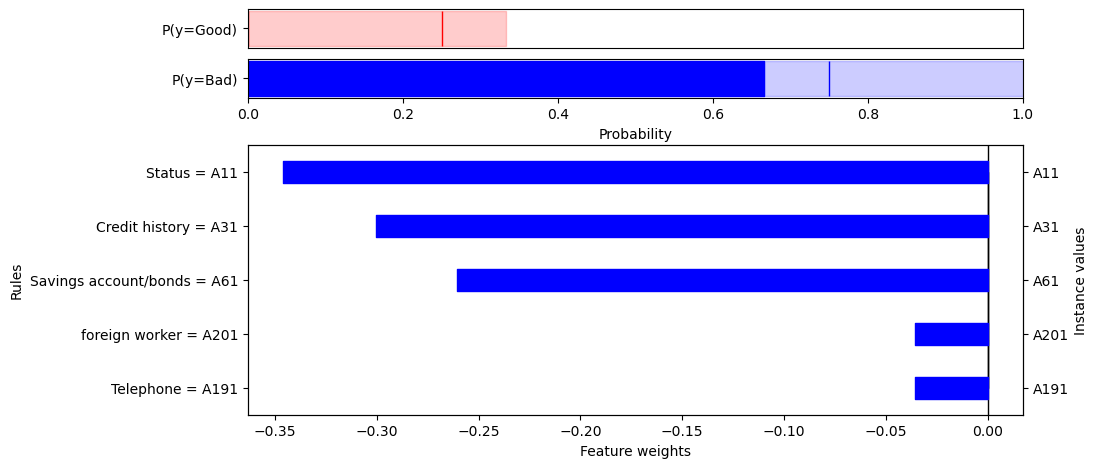 P(y=Good)
P(y=Bad)
0.0 0.2 0.4 0.6 0.8 1.0
Probability
Status = A11 A11
Credit history = A31 A31
Savings account/bonds = A61 A61
foreign worker = A201 A201
Telephone = A191 A191
Rules
Instance values
−0.35 −0.30 −0.25 −0.20 −0.15 −0.10 −0.05 0.00
Feature weights